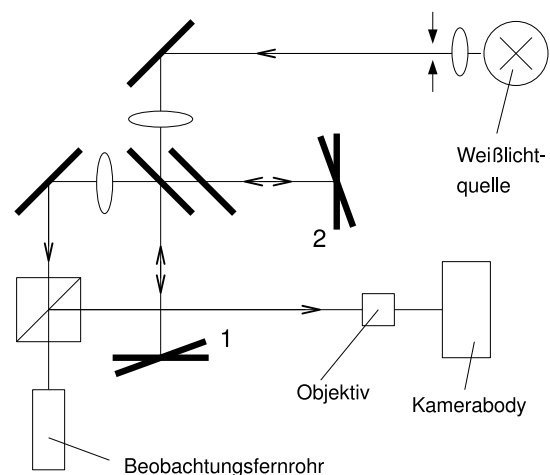 Weißlicht-
quelle
2
1
Objektiv
Kamerabody
Beobachtungsfernrohr